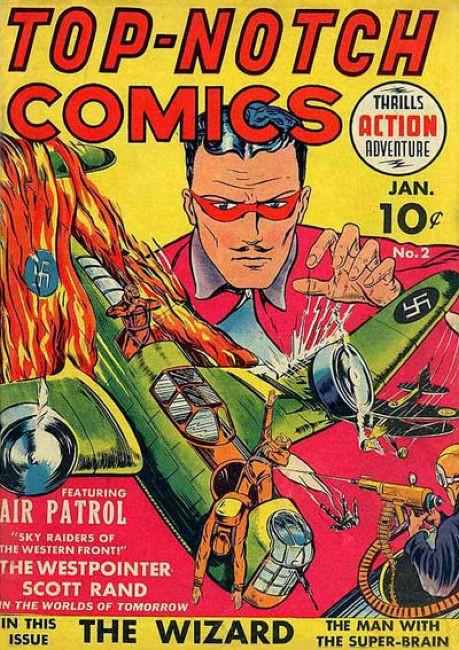 TOP-NOTCH
COMICS
THRILLS
ACTION
ADVENTURE
JAN.
10¢
No. 2
FEATURING
AIR PATROL
"SKY RAIDERS OF
THE WESTERN FRONT!"
THE WESTPOINTER
SCOTT RAND
IN THE WORLDS OF TOMORROW
IN THIS
ISSUE
THE WIZARD
THE MAN WITH
THE SUPER-BRAIN